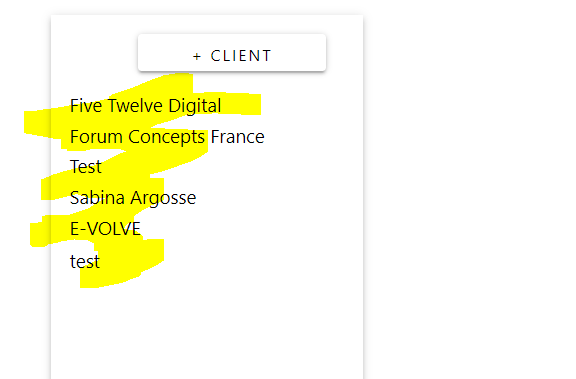 + CLIENT
Five Twelve Digital
Forum Concepts France
Test
Sabina Argosse
E-VOLVE
test